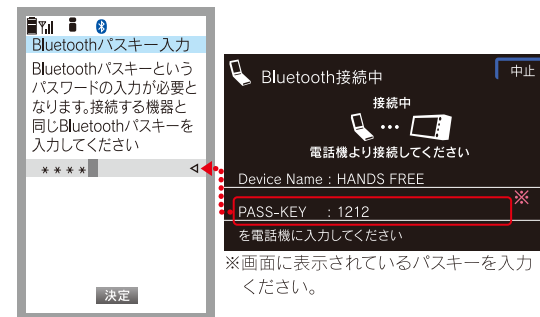 Bluetoothパスキー入力
Bluetoothパスキーという
パスワードの入力が必要と
なります。接続する機器と
同じBluetoothパスキーを
入力してください
****
決定
Bluetooth接続中
中止
接続中
電話機より接続してください
Device Name : HANDS FREE
※
PASS-KEY : 1212
を電話機に入力してください
※画面に表示されているパスキーを入力
ください。